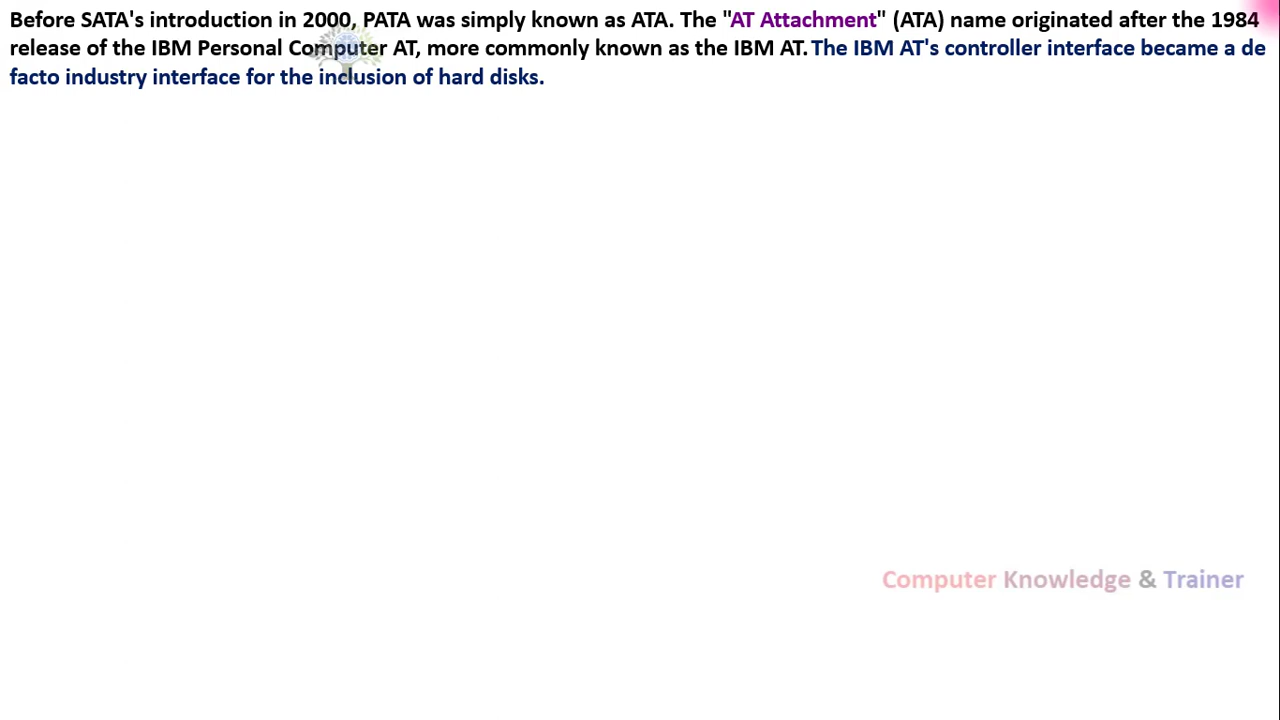 Before SATA's introduction in 2000, PATA was simply known as ATA. The "AT Attachment" (ATA) name originated after the 1984
release of the IBM Personal Computer AT, more commonly known as the IBM AT. The IBM AT's controller interface became a de
facto industry interface for the inclusion of hard disks.
Computer Knowledge & Trainer